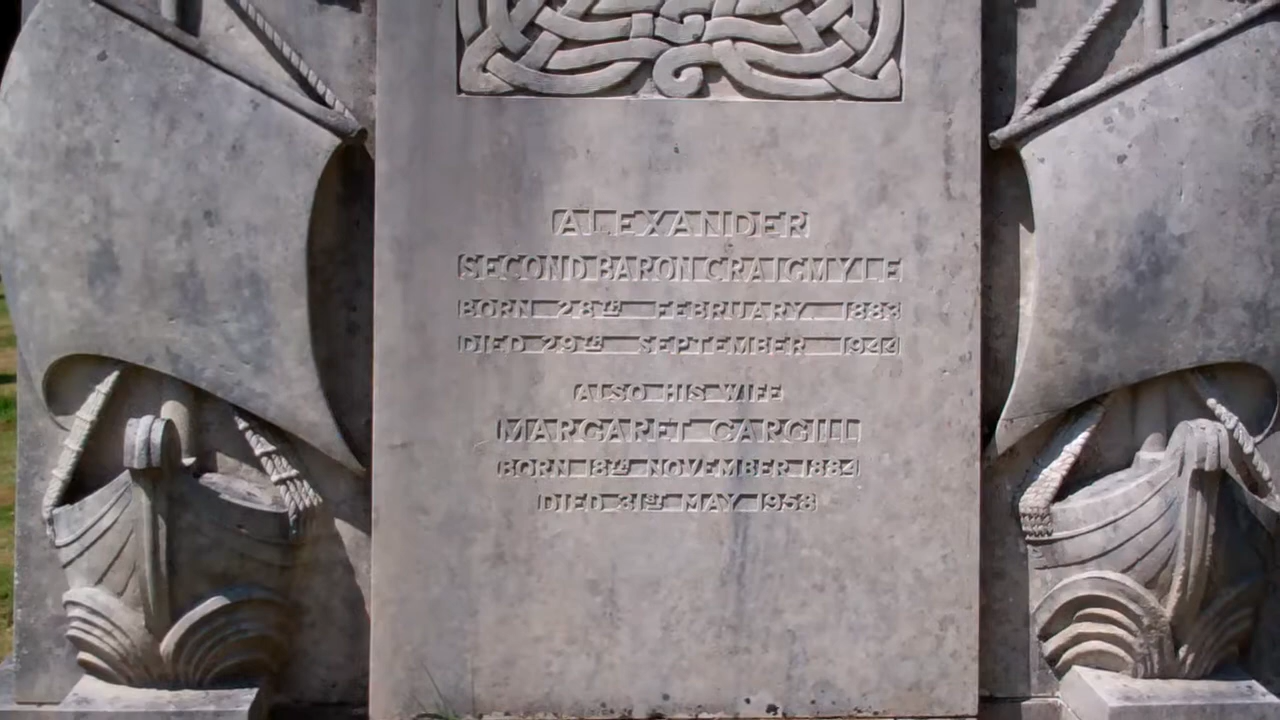 ALEXANDER
SECOND BARON CRAIGMYLE
BORN 28TH FEBRUARY 1883
DIED 29TH SEPTEMBER 1944
ALSO HIS WIFE
MARGARET CARGILL
BORN 8TH NOVEMBER 1884
DIED 31ST MAY 1958